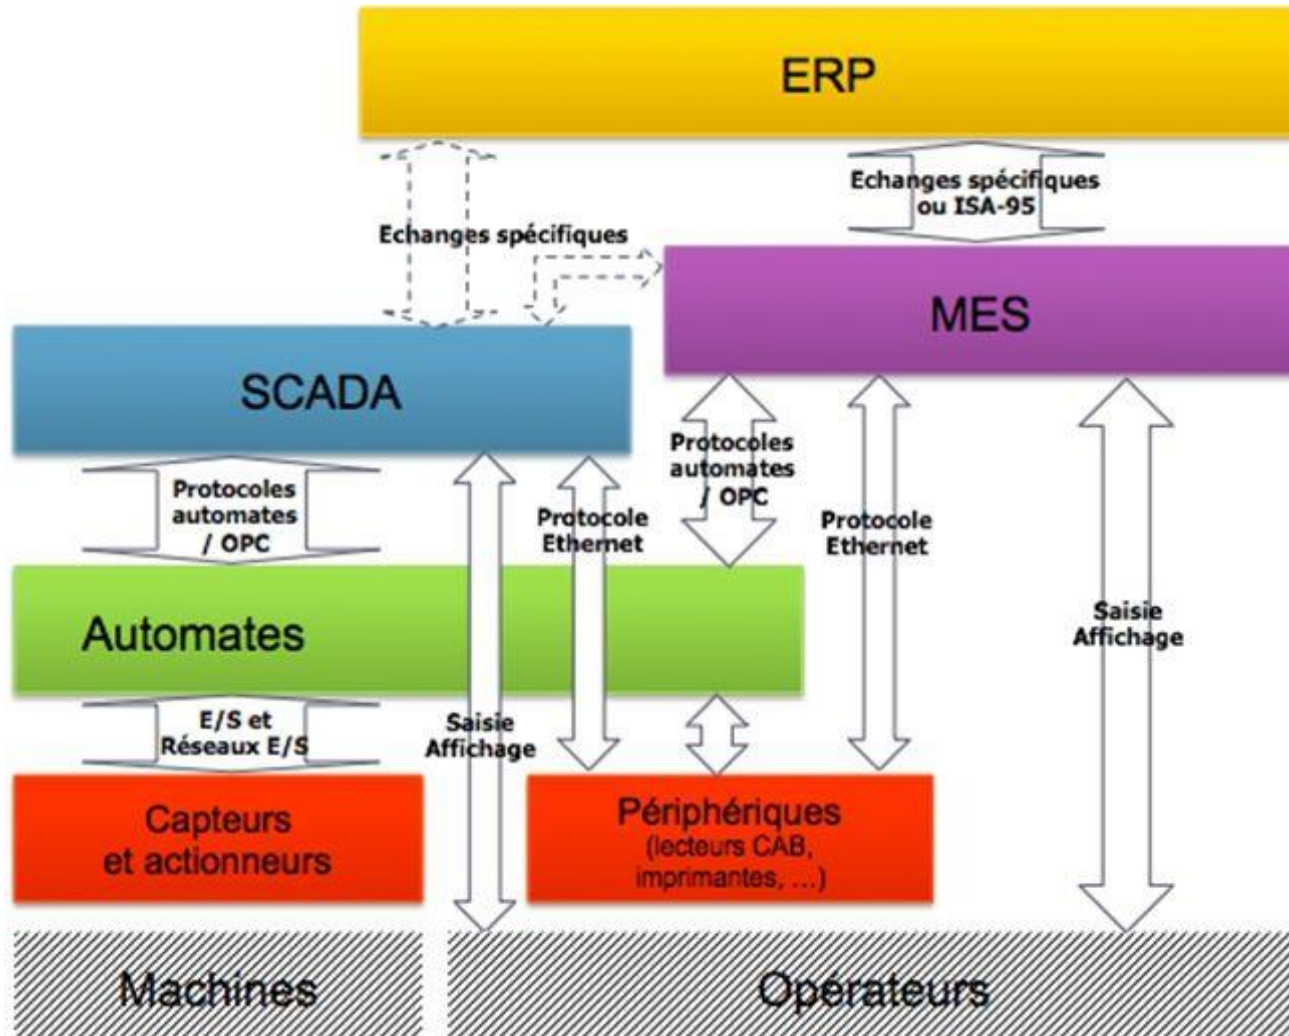 ERP
Echanges spécifiques
ou ISA-95
Echanges spécifiques
MES
SCADA
Protocoles
automates
/ OPC
Protocole
Ethernet
Protocoles
automates
/ OPC
Protocole
Ethernet
Automates
Saisie
Affichage
E/S et
Réseaux E/S
Saisie
Affichage
Capteurs
et actionneurs
Périphériques
(lecteurs CAB,
imprimantes, ...)
Machines
Opérateurs